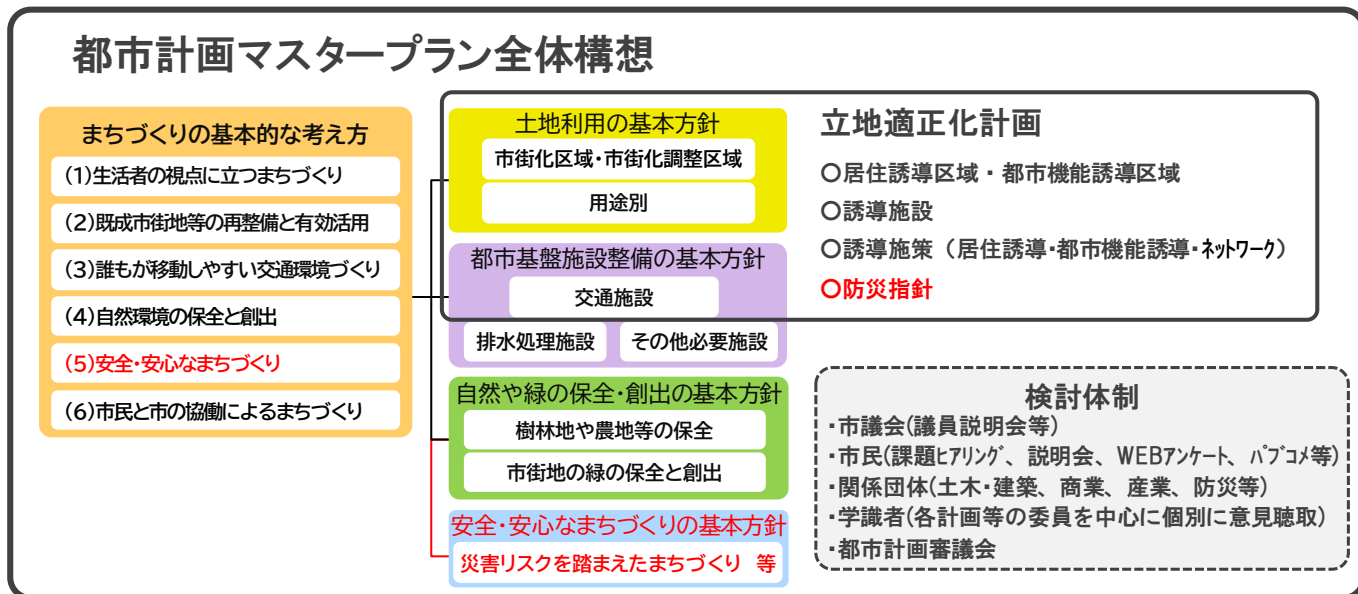 都市計画マスタープラン全体構想
まちづくりの基本的な考え方
(1)生活者の視点に立つまちづくり
(2)既成市街地等の再整備と有効活用
(3)誰もが移動しやすい交通環境づくり
(4)自然環境の保全と創出
(5)安全・安心なまちづくり
(6)市民と市の協働によるまちづくり
土地利用の基本方針
市街化区域・市街化調整区域
用途別
都市基盤施設整備の基本方針
交通施設
排水処理施設
その他必要施設
自然や緑の保全・創出の基本方針
樹林地や農地等の保全
市街地の緑の保全と創出
安全・安心なまちづくりの基本方針
災害リスクを踏まえたまちづくり 等
立地適正化計画
〇居住誘導区域・都市機能誘導区域
〇誘導施設
〇誘導施策（居住誘導・都市機能誘導・ネットワーク）
〇防災指針
検討体制
・市議会(議員説明会等)
・市民(課題ﾋｱﾘﾝｸﾞ、説明会、WEBｱﾝｹｰﾄ、ﾊﾟﾌﾞｺﾒ等)
・関係団体(土木・建築、商業、産業、防災等)
・学識者(各計画等の委員を中心に個別に意見聴取)
・都市計画審議会